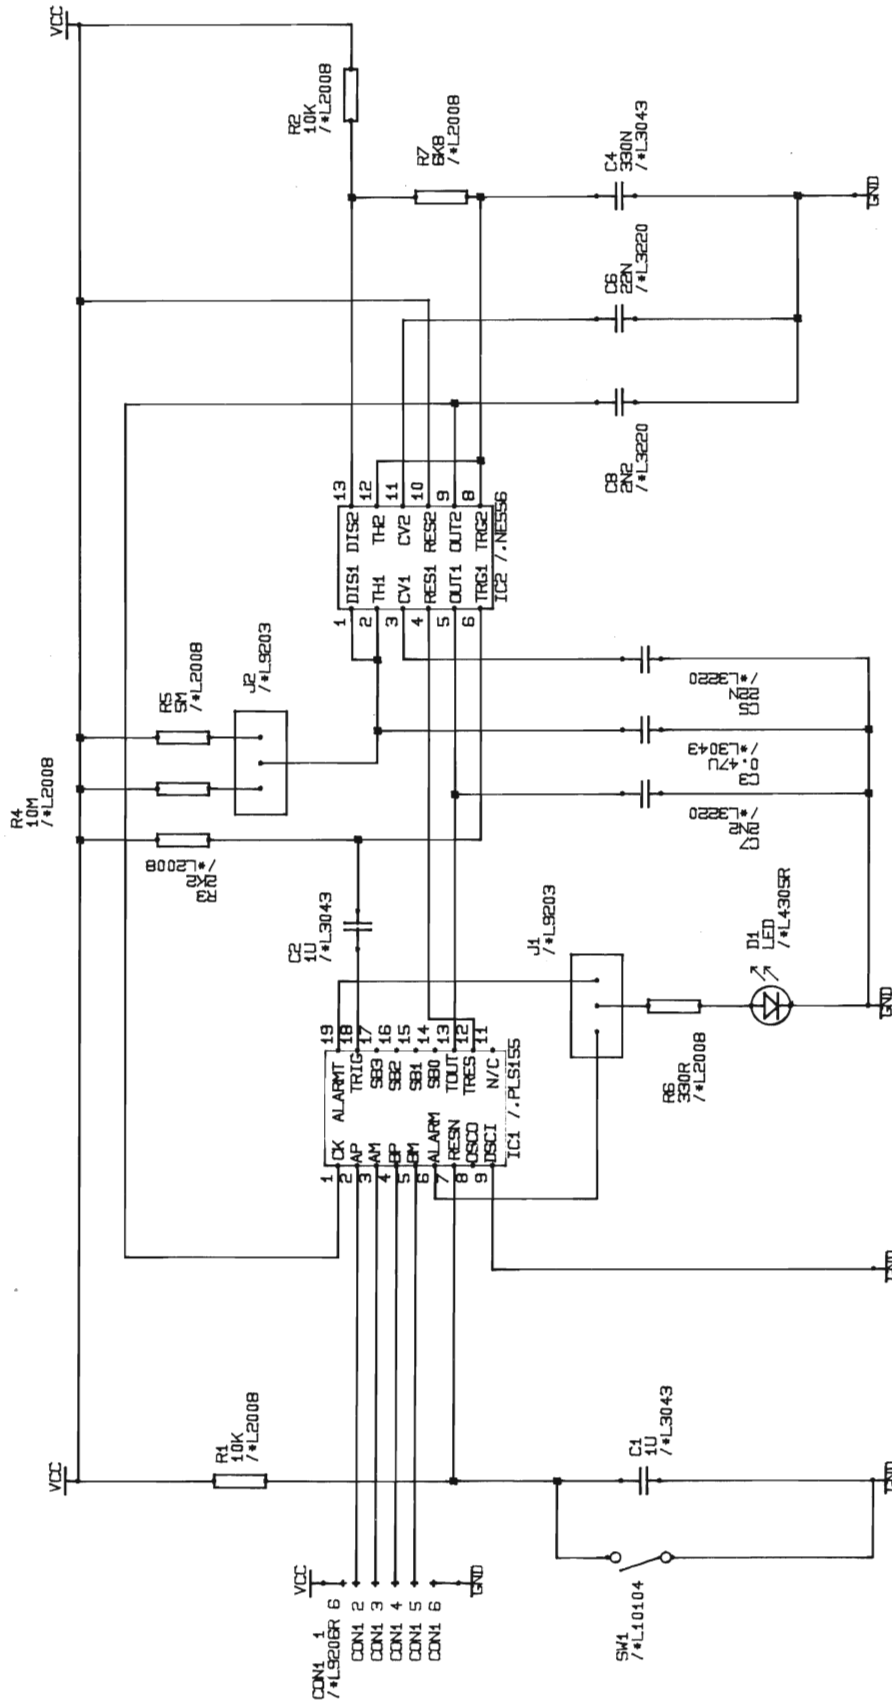 VCC
R2
10K
/*L2008
R7
6K8
/*L2008
C4
330N
/*L3043
GND
C6
22N
/*L3220
C8
2N2
/*L3220
13
12
11
10
9
8
DIS2
TH2
CV2
RES2
OUT2
TRG2
DIS1
TH1
CV1
RES1
OUT1
TRG1
IC2 /.NE556
1
2
3
4
5
6
R5
5M
/*L2008
J2
/*L9203
R4
10M
/*L2008
/*L2008
/*L3220
C3
0.47U
/*L3043
C7
2N2
/*L3220
C2
1U
/*L3043
J1
/*L9203
D1
LED
/*L4305R
GND
R6
330R
/*L2008
19
18
17
16
15
14
13
12
11
ALARMT
TRIG
SB3
SB2
SB1
SB0
TOUT
TRES
N/C
CK
AP
AM
BP
BM
ALARM
RESN
OSCO
OSCI
IC1 /.PLS155
1
2
3
4
5
6
7
8
9
GND
VCC
R1
10K
/*L2008
C1
1U
/*L3043
GND
SW1
/*L10104
VCC
CON1 1
/*L9206R 6
CON1 2
CON1 3
CON1 4
CON1 5
CON1 6
GND